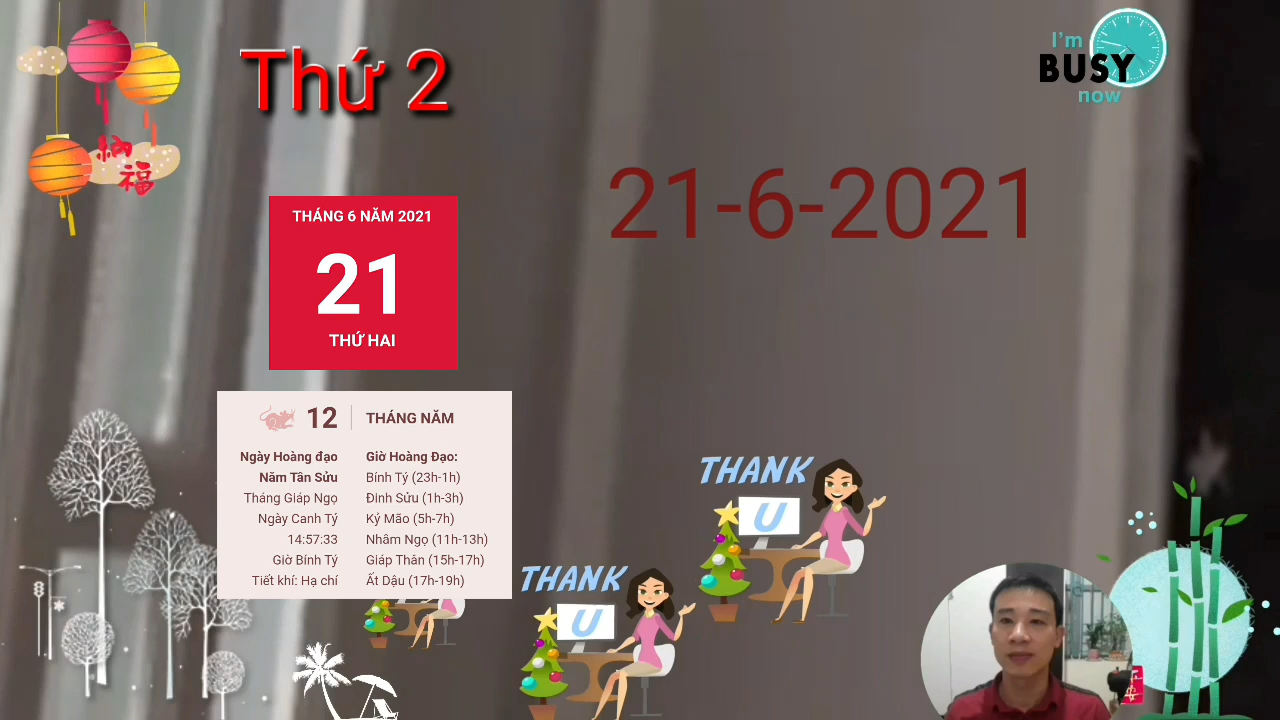 Thứ 2
I'm
BUSY
now
納
福
21-6-2021
THÁNG 6 NĂM 2021
21
THỨ HAI
12
THÁNG NĂM
Ngày Hoàng đạo
Năm Tân Sửu
Tháng Giáp Ngọ
Ngày Canh Tý
14:57:33
Giờ Bính Tý
Tiết khí: Hạ chí
Giờ Hoàng Đạo:
Bính Tý (23h-1h)
Đinh Sửu (1h-3h)
Kỷ Mão (5h-7h)
Nhâm Ngọ (11h-13h)
Giáp Thân (15h-17h)
Ất Dậu (17h-19h)
THANK
U
THANK
U